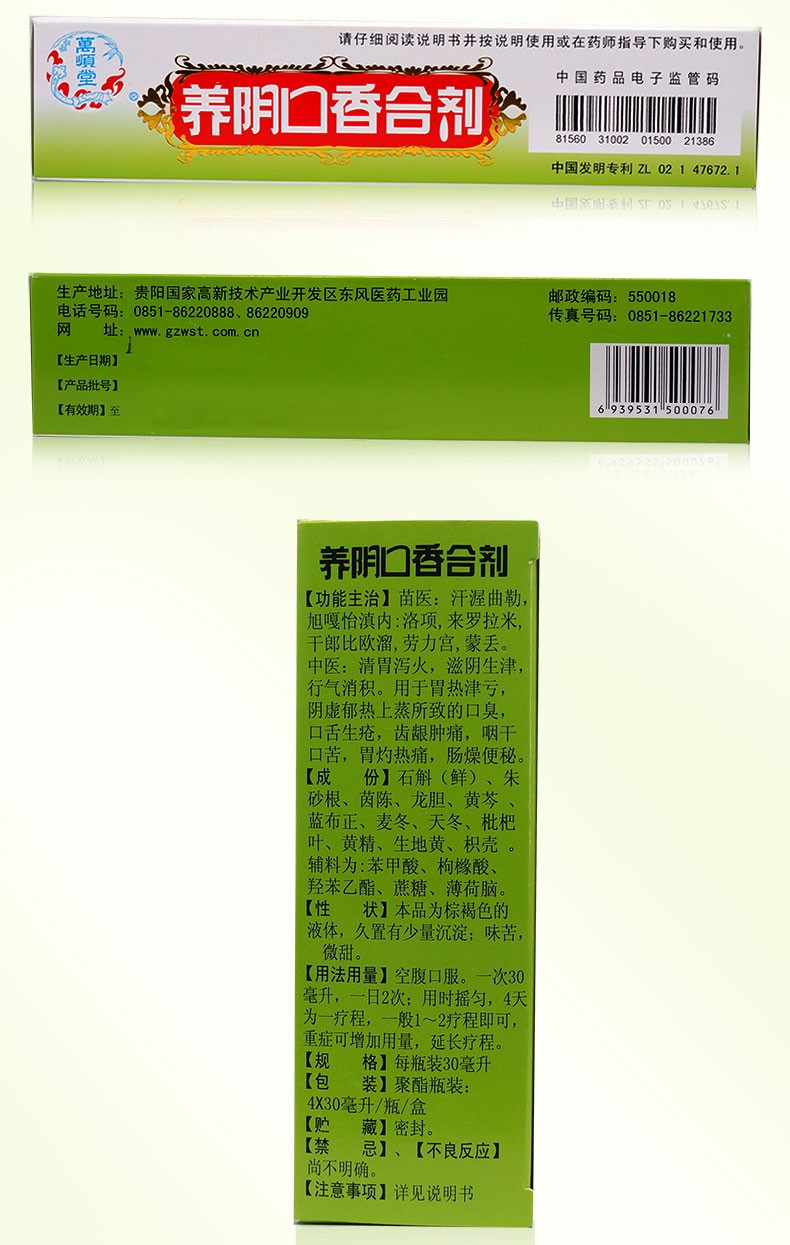 萬順堂
请仔细阅读说明书并按说明使用或在药师指导下购买和使用。
养阴口香合剂
中国药品电子监管码
81560 31002 01500 21386
中国发明专利 ZL 02 1 47672.1
生产地址：贵阳国家高新技术产业开发区东风医药工业园
邮政编码：550018
电话号码：0851-86220888、86220909
传真号码：0851-86221733
网 址：www.gzwst.com.cn
【生产日期】
【产品批号】
【有效期】至
6 939531 500076
养阴口香合剂
【功能主治】苗医：汗渥曲勒，
旭嘎怡滇内:洛项,来罗拉米,
干郎比欧溜,劳力宫,蒙丢。
中医：清胃泻火，滋阴生津，
行气消积。用于胃热津亏，
阴虚郁热上蒸所致的口臭，
口舌生疮，齿龈肿痛，咽干
口苦，胃灼热痛，肠燥便秘。
【成 份】石斛（鲜）、朱
砂根、茵陈、龙胆、黄芩 、
蓝布正、麦冬、天冬、枇杷
叶、黄精、生地黄、枳壳 。
辅料为:苯甲酸、枸橼酸、
羟苯乙酯、蔗糖、薄荷脑。
【性 状】本品为棕褐色的
液体，久置有少量沉淀；味苦，
微甜。
【用法用量】空腹口服。一次30
毫升，一日2次；用时摇匀，4天
为一疗程，一般1～2疗程即可，
重症可增加用量，延长疗程。
【规 格】每瓶装30毫升
【包 装】聚酯瓶装：
4X30毫升/瓶/盒
【贮 藏】密封。
【禁 忌】、【不良反应】
尚不明确。
【注意事项】详见说明书